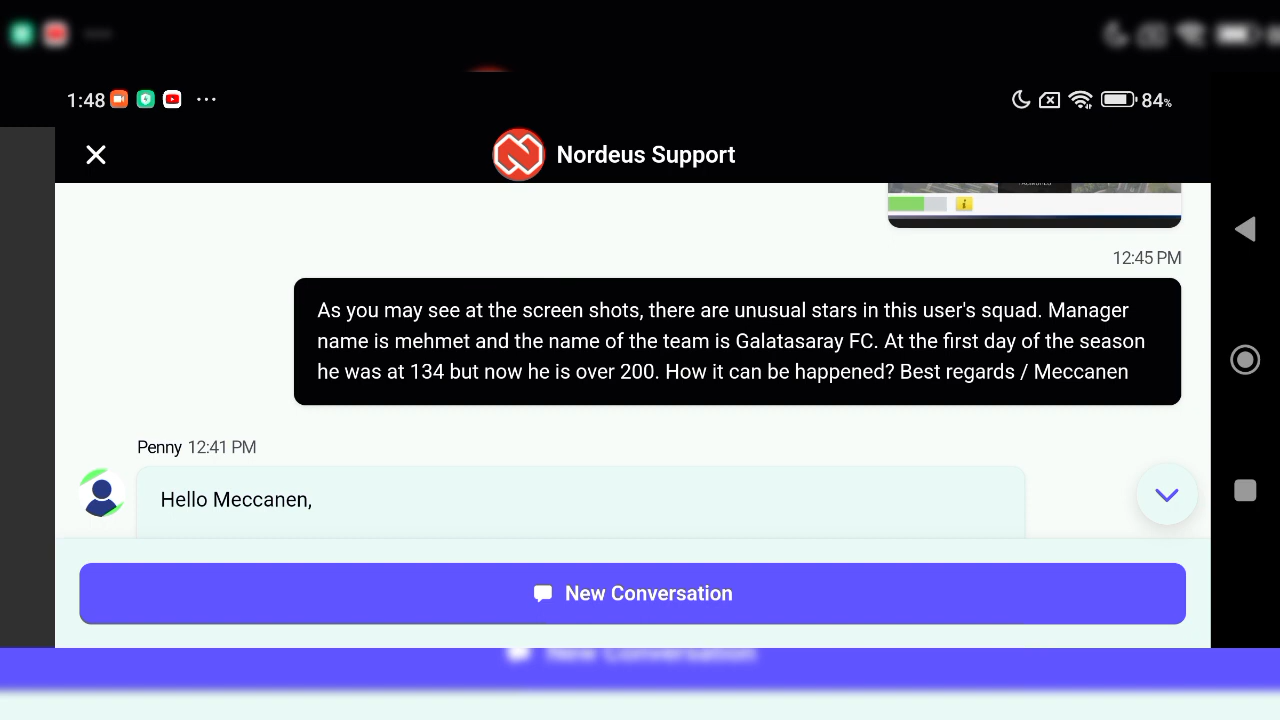 1:48 ... 84%
Nordeus Support
12:45 PM
As you may see at the screen shots, there are unusual stars in this user's squad. Manager
name is mehmet and the name of the team is Galatasaray FC. At the first day of the season
he was at 134 but now he is over 200. How it can be happened? Best regards / Meccanen
Penny 12:41 PM
Hello Meccanen,
New Conversation
New Conversation